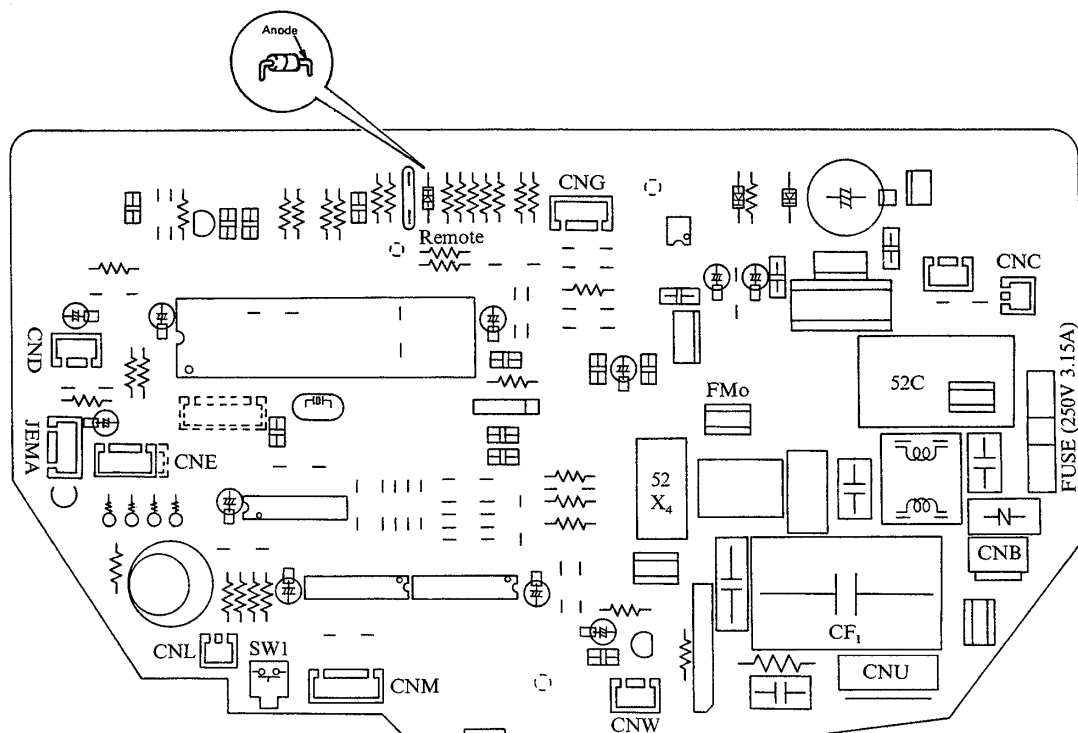 Anode
CNG
Remote
CNC
CND
52C
FUSE (250V 3.15A)
FMo
JEMA
CNE
52
X4
N
CNB
CF1
CNL
SW1
CNM
CNU
CNW